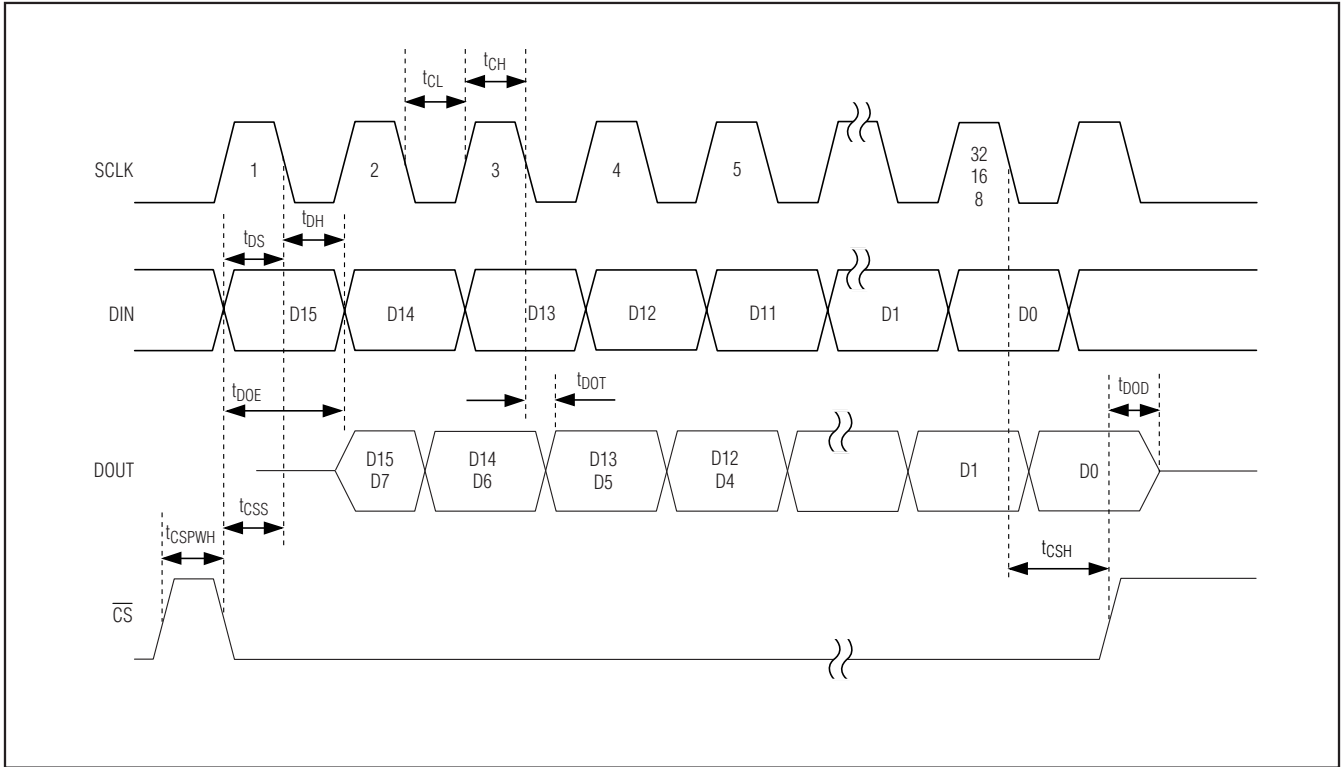 tCL
tCH
SCLK
1
2
3
4
5
32
16
8
tDS
tDH
DIN
D15
D14
D13
D12
D11
D1
D0
tDOE
tDOT
tDOD
DOUT
D15
D7
D14
D6
D13
D5
D12
D4
D1
D0
tCSPWH
tCSS
tCSH
C̅S̅